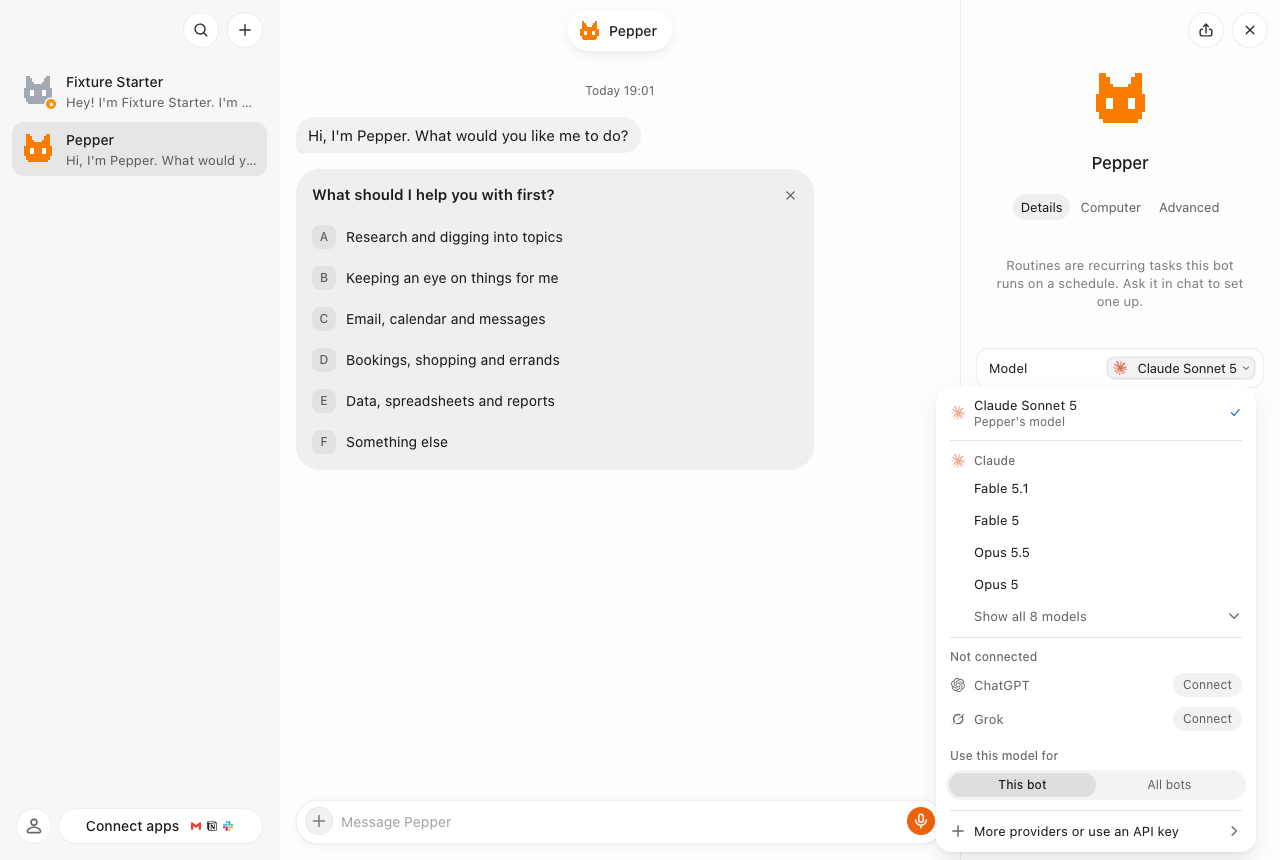 Fixture Starter
Hey! I'm Fixture Starter. I'm ...
Pepper
Hi, I'm Pepper. What would y...
Connect apps
Pepper
Today 19:01
Hi, I'm Pepper. What would you like me to do?
What should I help you with first?
A Research and digging into topics
B Keeping an eye on things for me
C Email, calendar and messages
D Bookings, shopping and errands
E Data, spreadsheets and reports
F Something else
Message Pepper
Pepper
Details Computer Advanced
Routines are recurring tasks this bot
runs on a schedule. Ask it in chat to set
one up.
Model Claude Sonnet 5
Claude Sonnet 5
Pepper's model
Claude
Fable 5.1
Fable 5
Opus 5.5
Opus 5
Show all 8 models
Not connected
ChatGPT Connect
Grok Connect
Use this model for
This bot All bots
More providers or use an API key